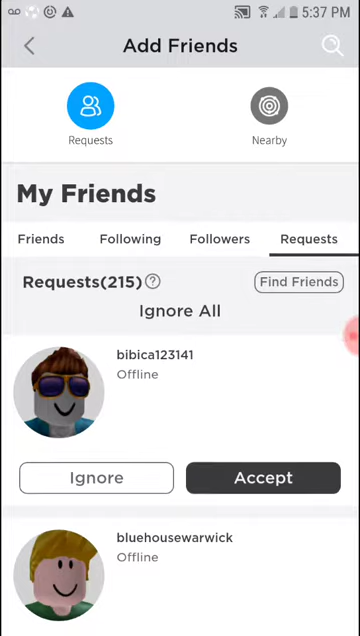 5:37 PM
Add Friends
Requests
Nearby
My Friends
Friends Following Followers Requests
Requests(215) ? Find Friends
Ignore All
bibica123141
Offline
Ignore Accept
bluehousewarwick
Offline